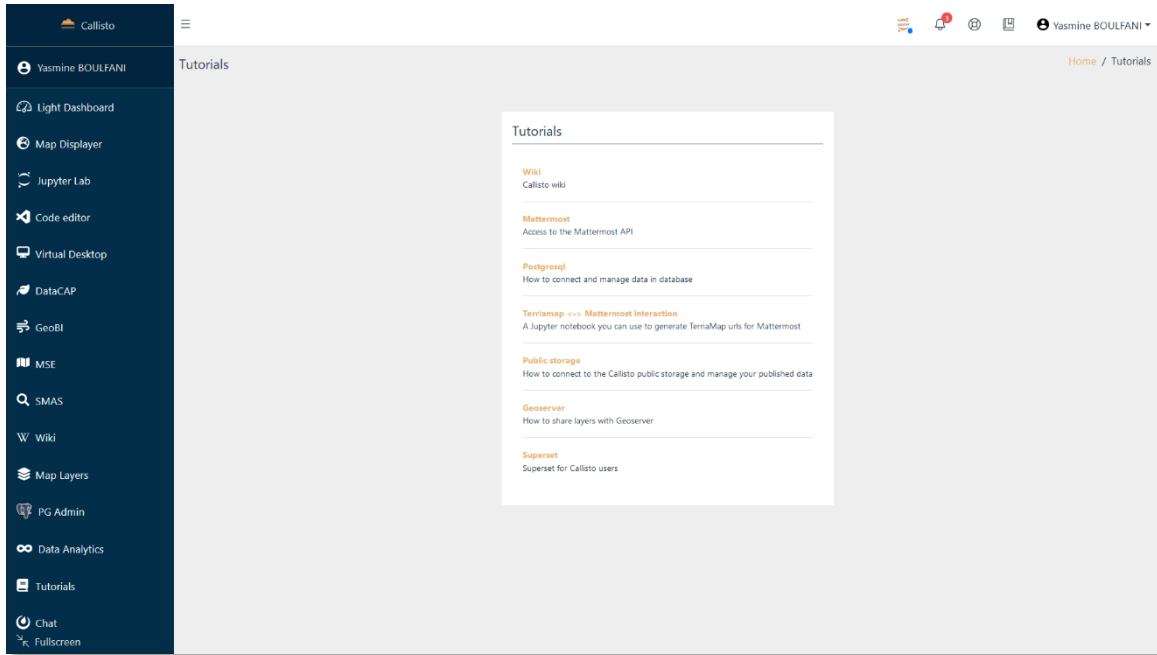 Callisto
1
Yasmine BOULFANI
Yasmine BOULFANI
Light Dashboard
Map Displayer
Jupyter Lab
Code editor
Virtual Desktop
DataCAP
GeoBI
MSE
SMAS
W Wiki
Map Layers
PG Admin
Data Analytics
Tutorials
Chat
Fullscreen
Tutorials
Home / Tutorials
Tutorials
Wiki
Callisto wiki
Mattermost
Access to the Mattermost API
Postgresql
How to connect and manage data in database
Terriamap <-> Mattermost interaction
A Jupyter notebook you can use to generate TerriaMap urls for Mattermost
Public storage
How to connect to the Callisto public storage and manage your published data
Geoserver
How to share layers with Geoserver
Superset
Superset for Callisto users